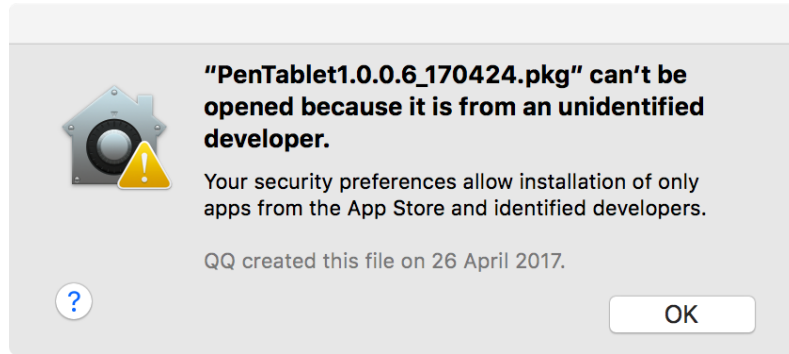 “PenTablet1.0.0.6_170424.pkg” can’t be
opened because it is from an unidentified
developer.
Your security preferences allow installation of only
apps from the App Store and identified developers.
QQ created this file on 26 April 2017.
?
OK